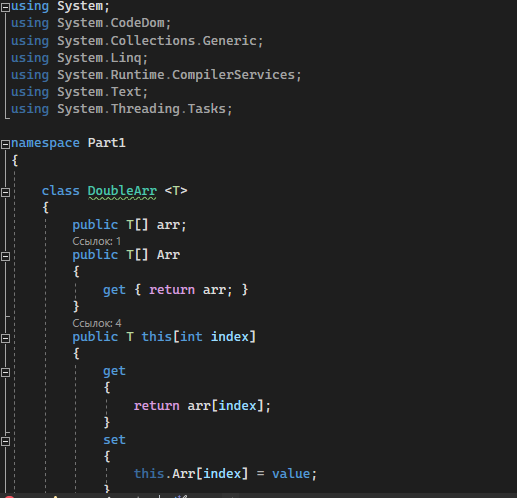 using System;
using System.CodeDom;
using System.Collections.Generic;
using System.Linq;
using System.Runtime.CompilerServices;
using System.Text;
using System.Threading.Tasks;
namespace Part1
{
class DoubleArr <T>
{
public T[] arr;
Ссылок: 1
public T[] Arr
{
get { return arr; }
}
Ссылок: 4
public T this[int index]
{
get
{
return arr[index];
}
set
{
this.Arr[index] = value;
}